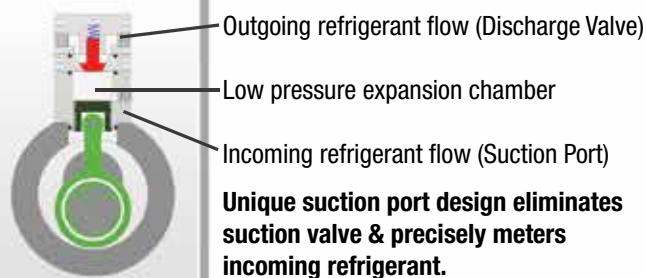 Outgoing refrigerant flow (Discharge Valve)
Low pressure expansion chamber
Incoming refrigerant flow (Suction Port)
Unique suction port design eliminates
suction valve & precisely meters
incoming refrigerant.